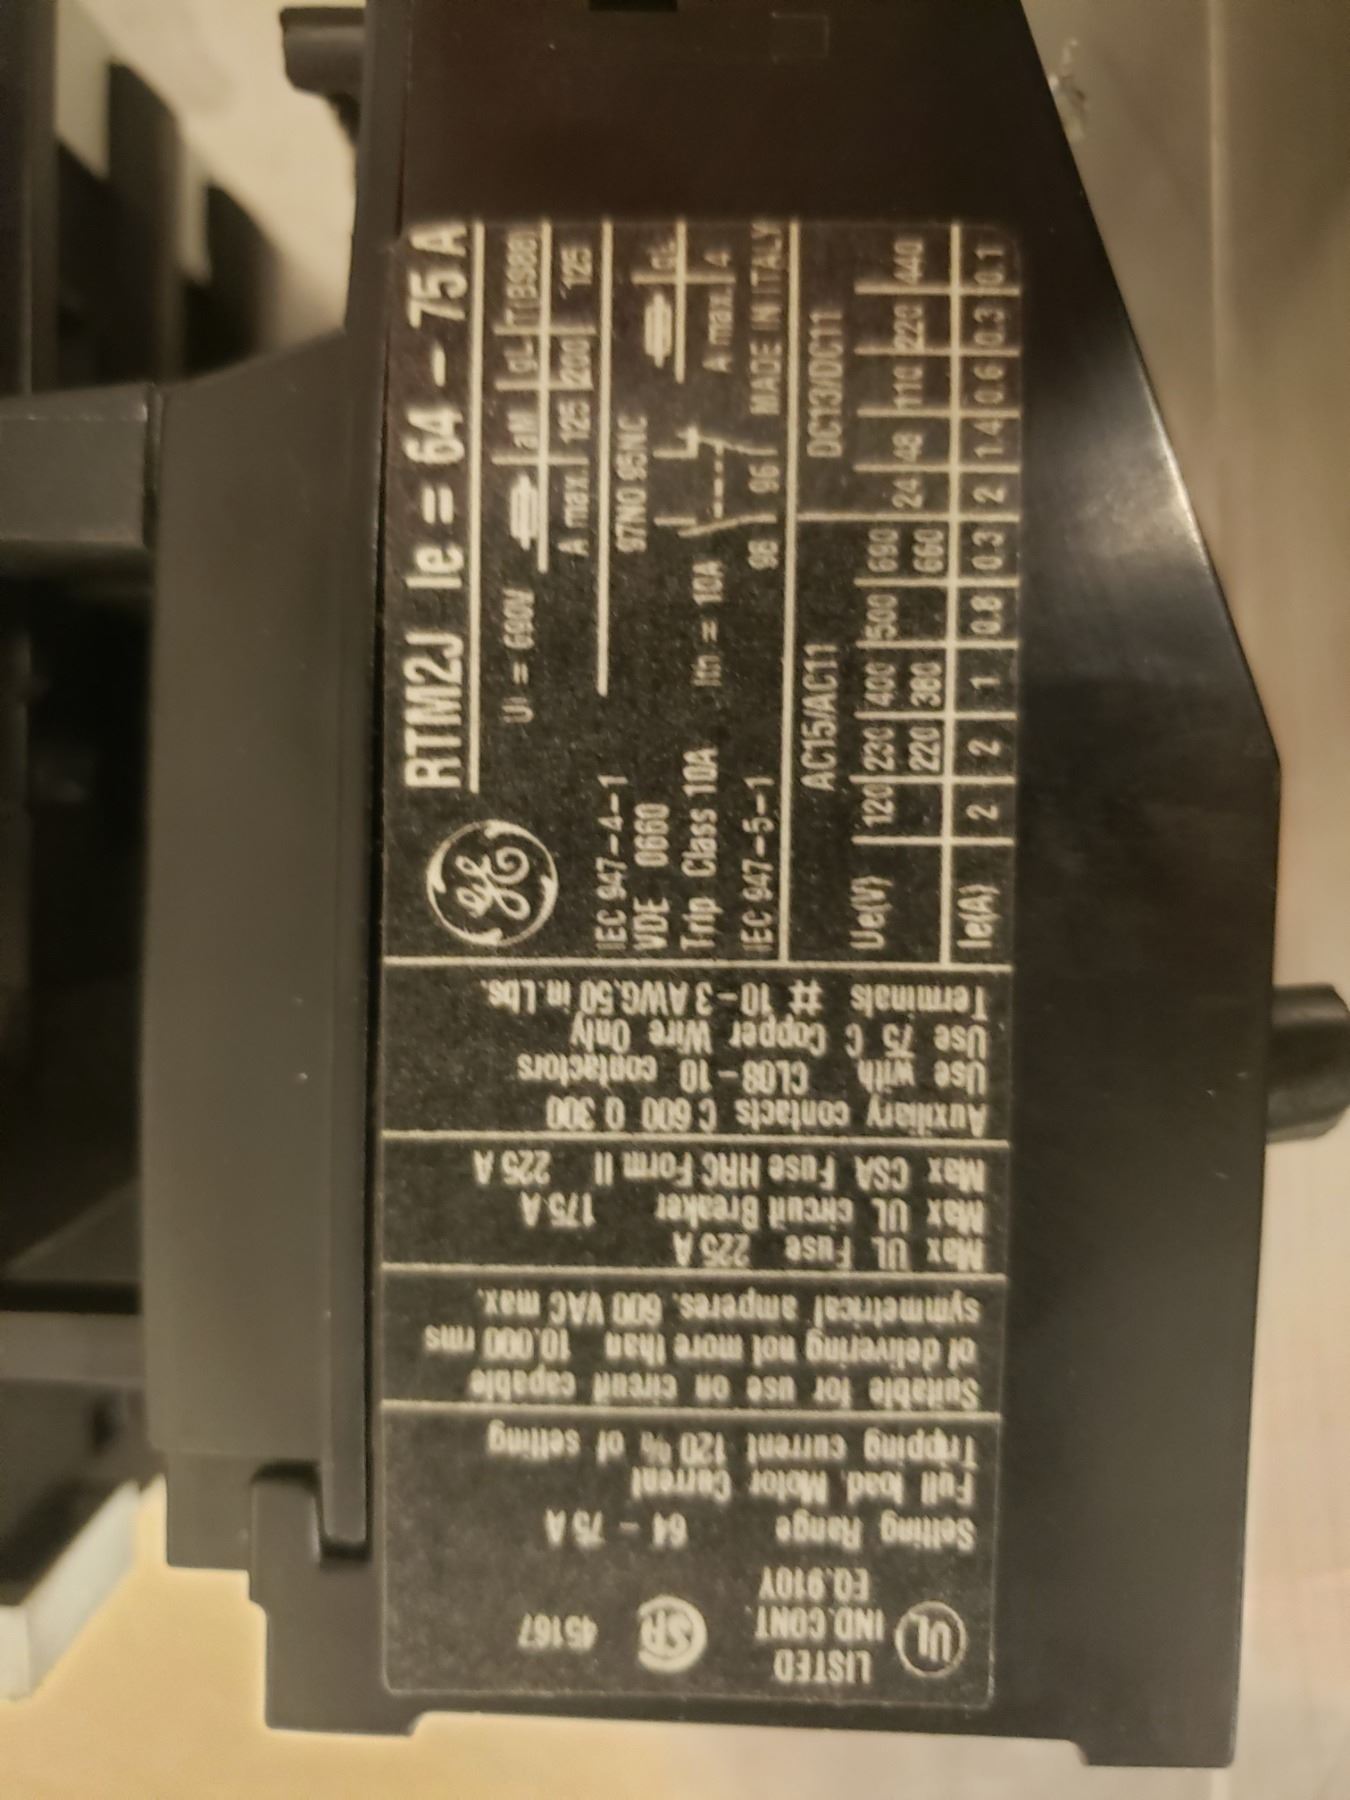 RTM2J Ie = 64 - 75 A
Ui = 690V aM gL T(BS88)
A max. 125 200 125
IEC 947-4-1
VDE 0660
Trip Class 10A
IEC 947-5-1
97NO 95NC
gL
Ith = 10A
A max. 4
98 96 MADE IN ITALY
AC15/AC11 DC13/DC11
Ue(V) 120 230 400 500 690 24 48 110 220 440
220 380 660
Ie(A) 2 2 1 0.8 0.3 2 1.4 0.6 0.3 0.1
LISTED
UL IND.CONT. 45167
EQ.910Y
Setting Range 64 - 75 A
Full load Motor Current
Tripping current 120 % of setting
Suitable for use on circuit capable
of delivering not more than 10.000 rms
symmetrical amperes. 600 VAC max.
Max UL Fuse 225 A
Max UL circuit Breaker 175 A
Max CSA Fuse HRC Form II 225 A
Auxiliary contacts C 600 Q 300
Use with CL08-10 contactors
Use 75 C Copper Wire Only
Terminals # 10-3 AWG.50 in.Lbs.